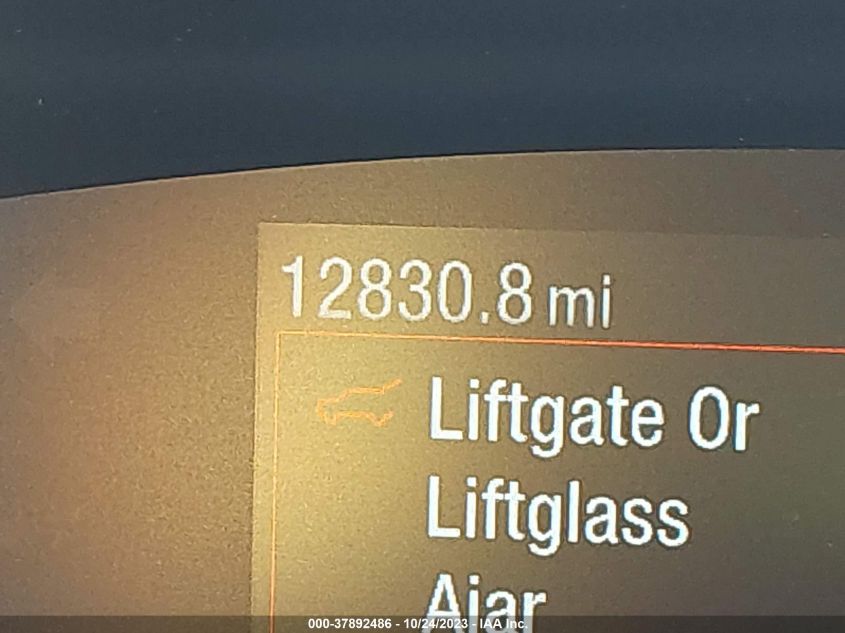 12830.8 mi
Liftgate Or
Liftglass
Ajar
000-37892486 - 10/24/2023 - IAA Inc.